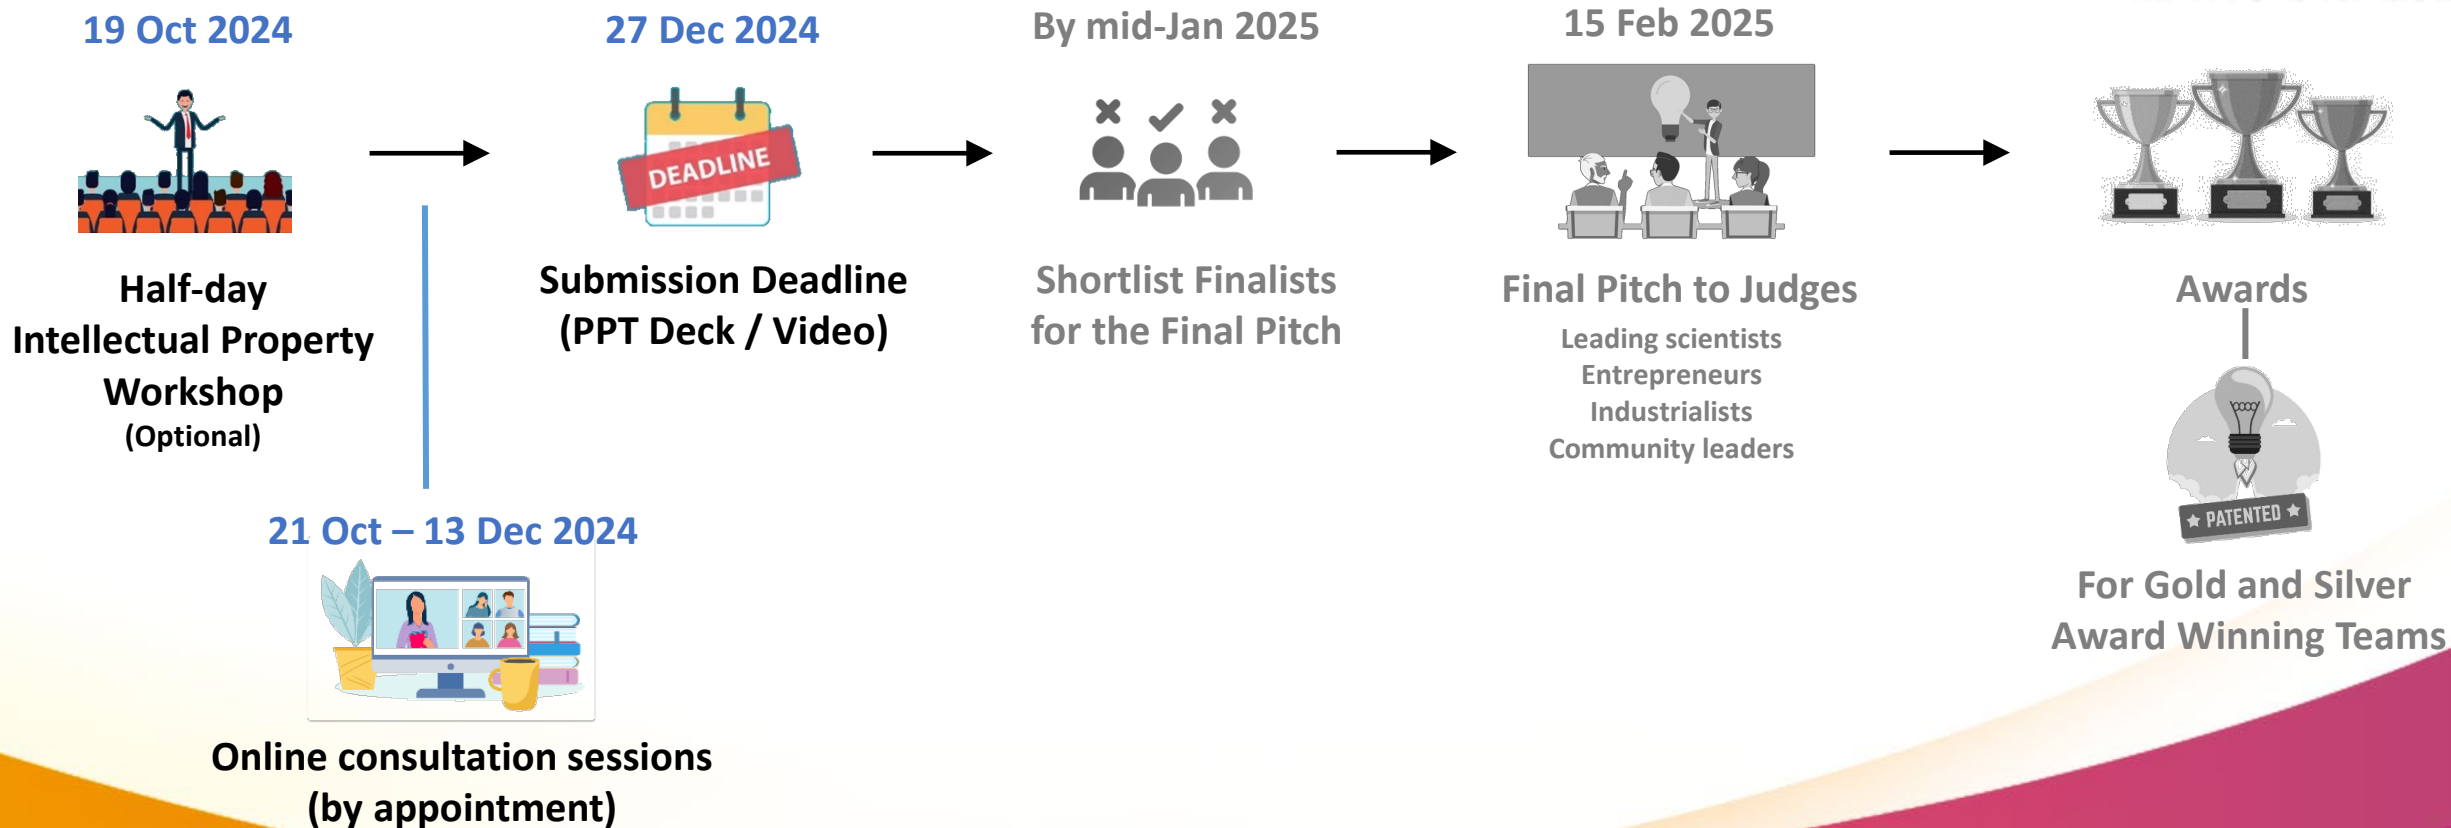 19 Oct 2024
Half-day
Intellectual Property
Workshop
(Optional)
21 Oct – 13 Dec 2024
Online consultation sessions
(by appointment)
27 Dec 2024
DEADLINE
Submission Deadline
(PPT Deck / Video)
By mid-Jan 2025
Shortlist Finalists
for the Final Pitch
15 Feb 2025
Final Pitch to Judges
Leading scientists
Entrepreneurs
Industrialists
Community leaders
Awards
★ PATENTED ★
For Gold and Silver
Award Winning Teams